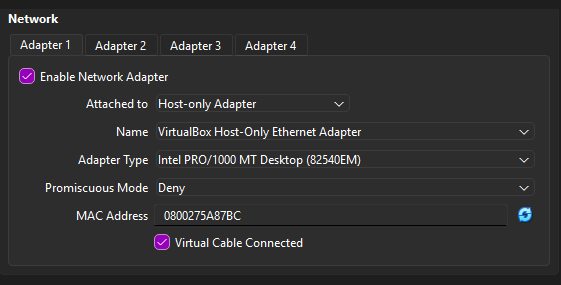 Network
Adapter 1 Adapter 2 Adapter 3 Adapter 4
Enable Network Adapter
Attached to Host-only Adapter
Name VirtualBox Host-Only Ethernet Adapter
Adapter Type Intel PRO/1000 MT Desktop (82540EM)
Promiscuous Mode Deny
MAC Address 0800275A87BC
Virtual Cable Connected